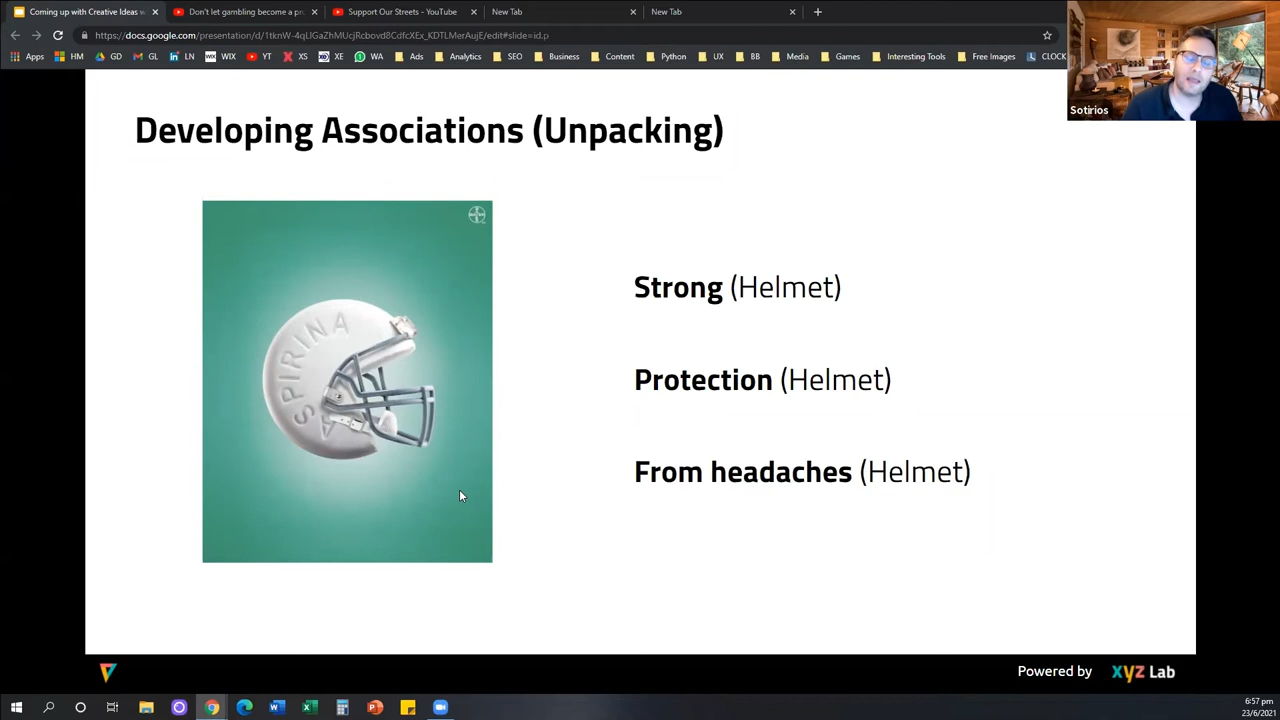 Coming up with Creative Ideas w
Don't let gambling become a pr
Support Our Streets - YouTube
New Tab
New Tab
Apps
HM
GD
GL
LN
WIX
YT
XS
XE
WA
Ads
Analytics
SEO
Business
Content
Python
UX
BB
Media
Games
Interesting Tools
Free Images
CLOCK
Sotirios
Developing Associations (Unpacking)
ASPIRINA
Strong (Helmet)
Protection (Helmet)
From headaches (Helmet)
Powered by XYZ Lab
6:57 pm
23/6/2021